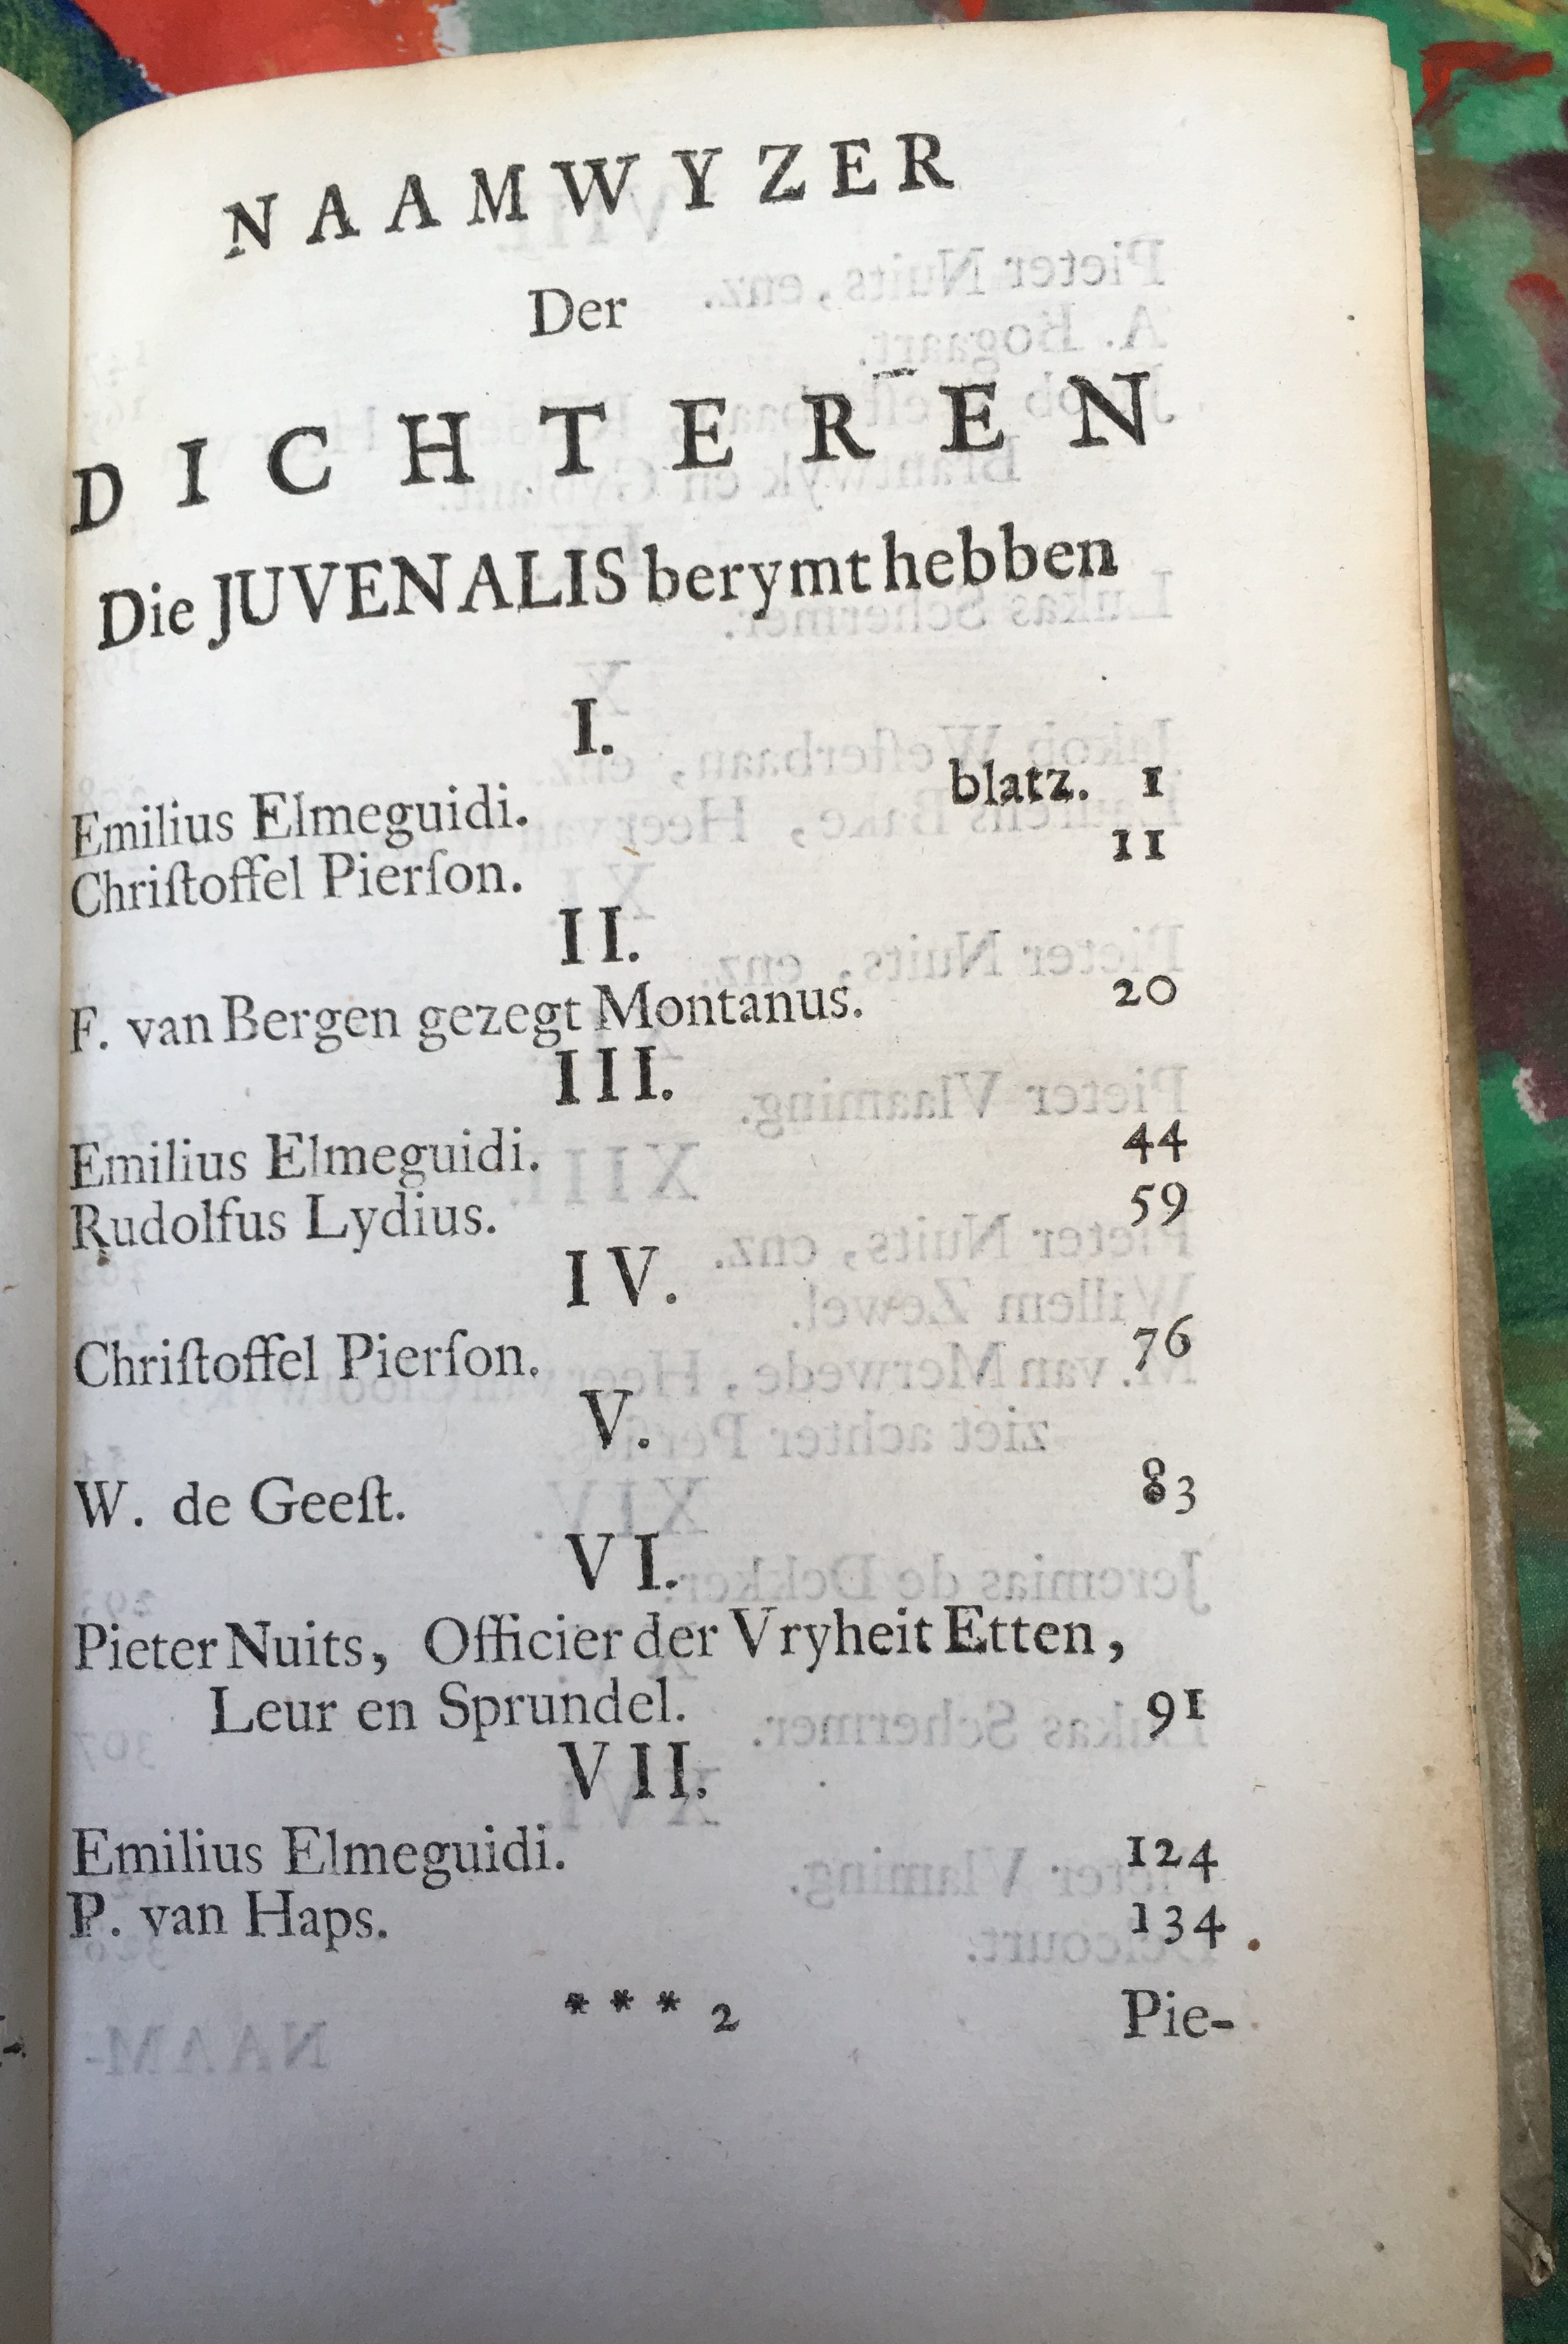 NAAMWYZER
Der
DICHTEREN
Die JUVENALIS berymt hebben
I.
Emilius Elmeguidi. blatz. 1
Chriſtoffel Pierſon. 11
II.
F. van Bergen gezegt Montanus. 20
III.
Emilius Elmeguidi. 44
Rudolfus Lydius. 59
IV.
Chriſtoffel Pierſon. 76
V.
W. de Geeſt. 83
VI.
Pieter Nuits, Officier der Vryheit Etten,
Leur en Sprundel. 91
VII.
Emilius Elmeguidi. 124
P. van Haps. 134
* * * 2 Pie-